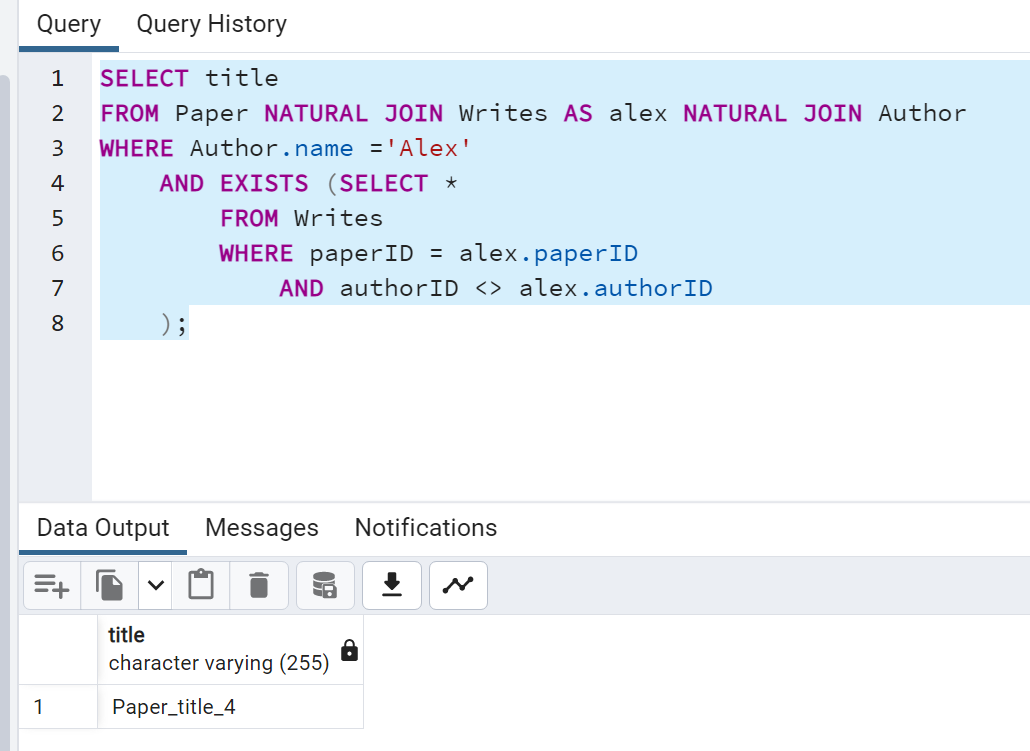 Query Query History
1 SELECT title
2 FROM Paper NATURAL JOIN Writes AS alex NATURAL JOIN Author
3 WHERE Author.name ='Alex'
4 AND EXISTS (SELECT *
5 FROM Writes
6 WHERE paperID = alex.paperID
7 AND authorID <> alex.authorID
8 );
Data Output Messages Notifications
title
character varying (255)
1 Paper_title_4